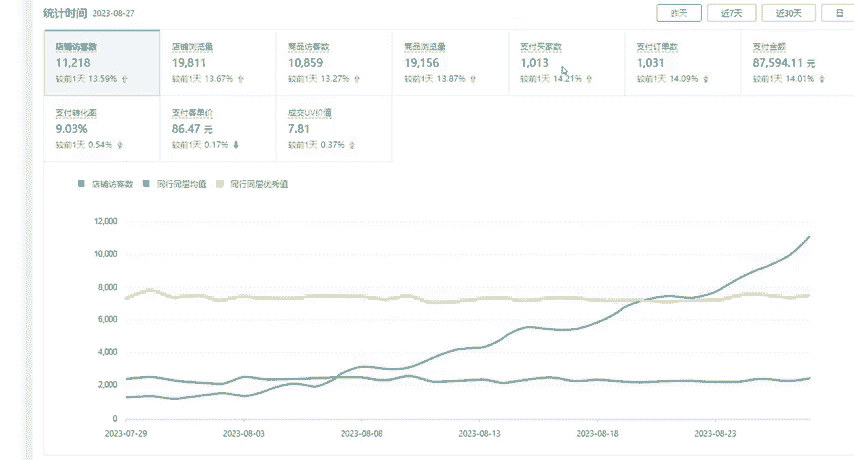 统计时间 2023-08-27 昨天 近7天 近30天 日
店铺访客数 店铺浏览量 商品访客数 商品浏览量 支付买家数 支付订单数 支付金额
11,218 19,811 10,859 19,156 1,013 1,031 87,594.11 元
较前1天 13.59% 较前1天 13.67% 较前1天 13.27% 较前1天 13.87% 较前1天 14.21% 较前1天 14.09% 较前1天 14.01%
支付转化率 支付客单价 成交UV价值
9.03% 86.47 元 7.81
较前1天 0.54% 较前1天 0.17% 较前1天 0.37%
店铺访客数 同行同层均值 同行同层优秀值
12,000
10,000
8,000
6,000
4,000
2,000
0
2023-07-29 2023-08-03 2023-08-08 2023-08-13 2023-08-18 2023-08-23